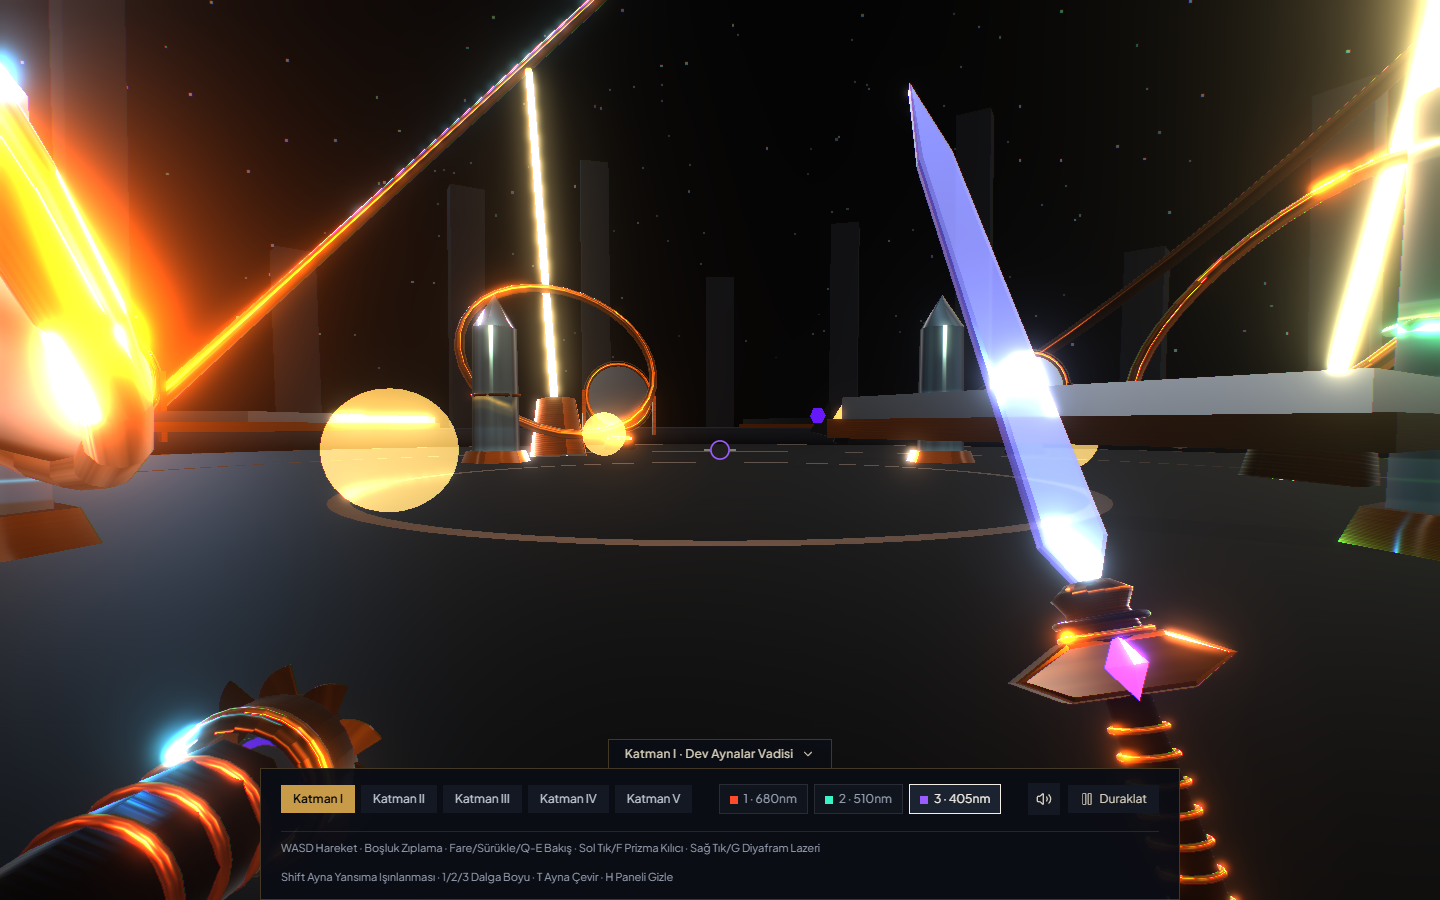 Katman I · Dev Aynalar Vadisi
Katman I Katman II Katman III Katman IV Katman V 1 · 680nm 2 · 510nm 3 · 405nm Duraklat
WASD Hareket · Boşluk Zıplama · Fare/Sürükle/Q-E Bakış · Sol Tık/F Prizma Kılıcı · Sağ Tık/G Diyafram Lazeri
Shift Ayna Yansıma Işınlanması · 1/2/3 Dalga Boyu · T Ayna Çevir · H Paneli Gizle